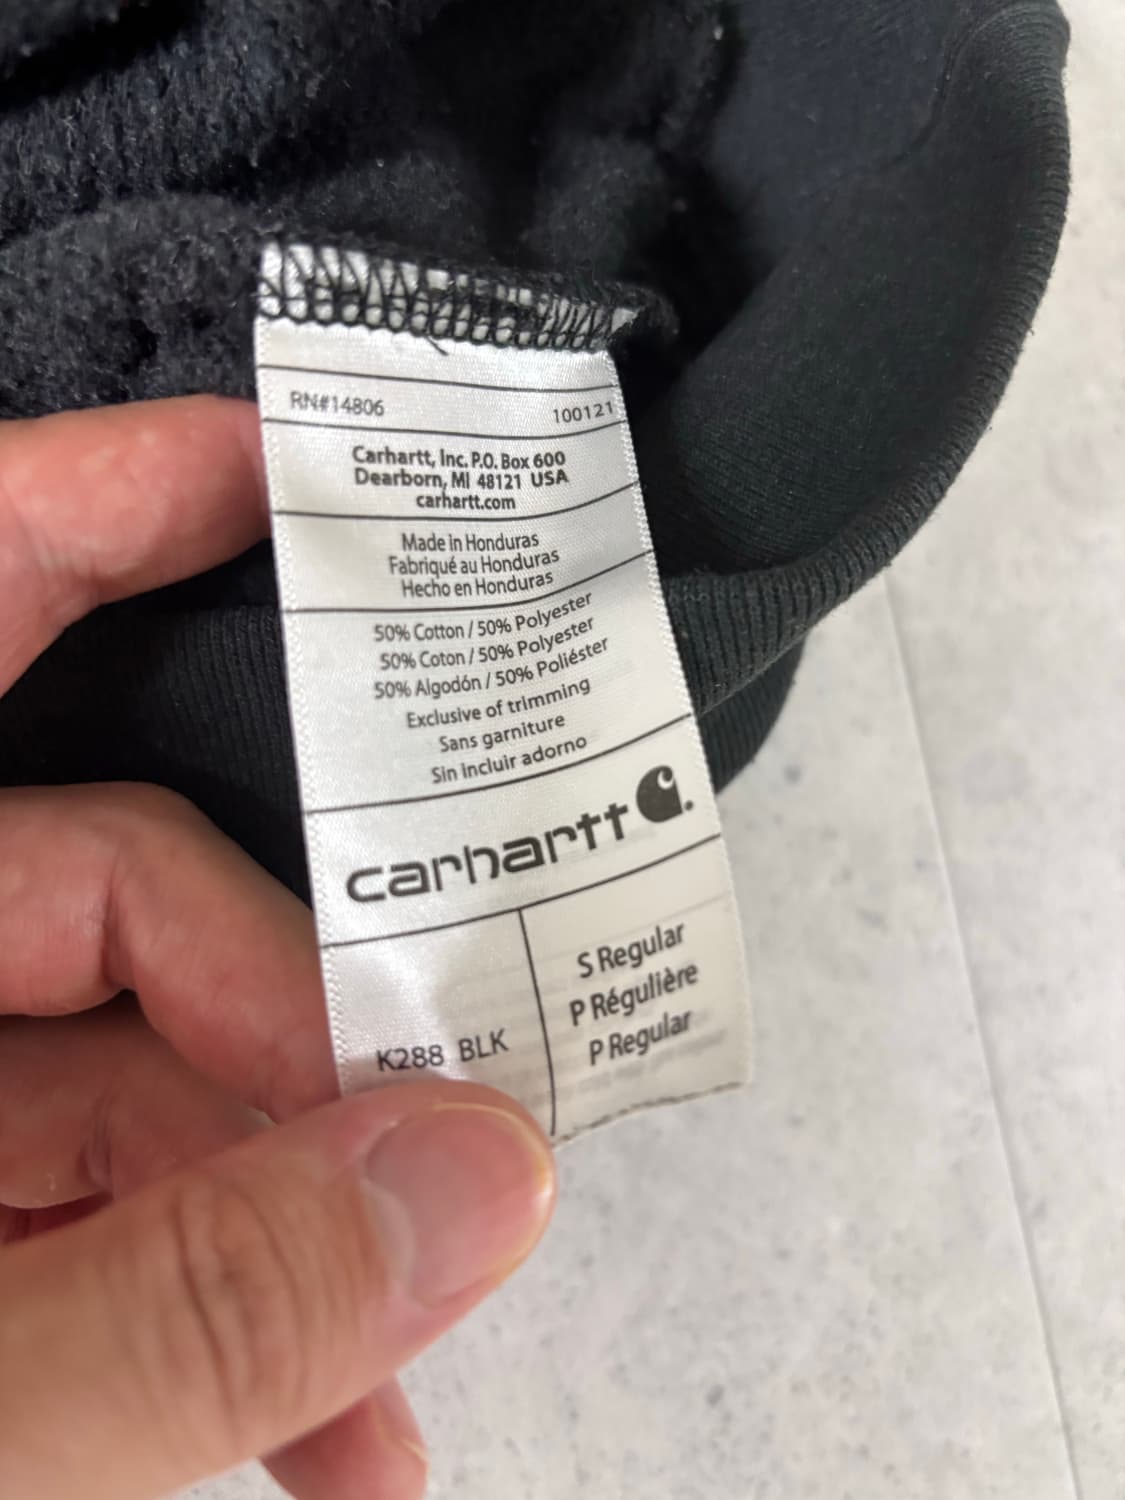 RN#14806 100121
Carhartt, Inc. P.O. Box 600
Dearborn, MI 48121 USA
carhartt.com
Made in Honduras
Fabriqué au Honduras
Hecho en Honduras
50% Cotton / 50% Polyester
50% Coton / 50% Polyester
50% Algodón / 50% Poliéster
Exclusive of trimming
Sans garniture
Sin incluir adorno
carhartt
K288 BLK
S Regular
P Régulière
P Regular